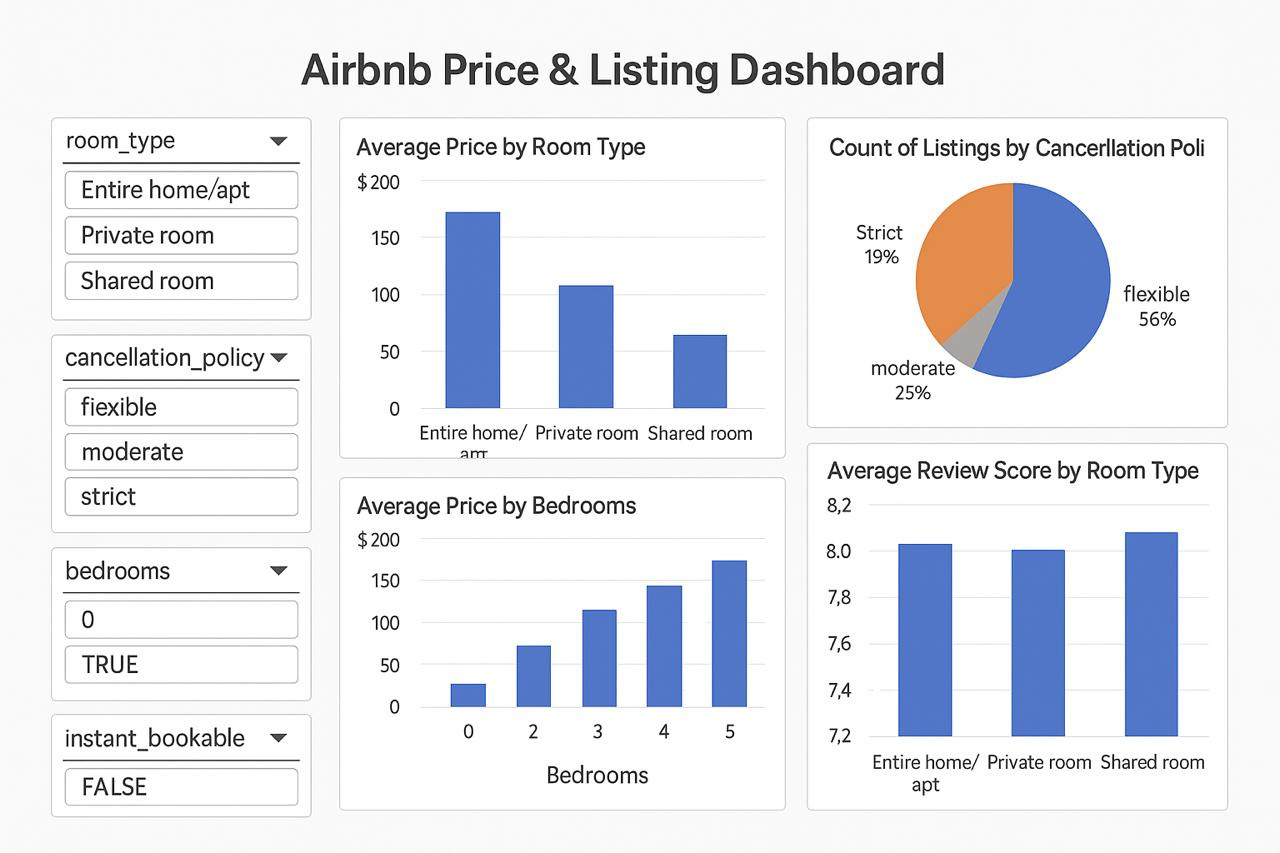 Airbnb Price & Listing Dashboard
room_type
Entire home/apt
Private room
Shared room
cancellation_policy
fiexible
moderate
strict
bedrooms
0
TRUE
instant_bookable
FALSE
Average Price by Room Type
$ 200
150
100
50
0
Entire home/ Private room Shared room
Average Price by Bedrooms
$ 200
150
100
50
0
0 2 3 4 5
Bedrooms
Count of Listings by Cancerllation Poli
Strict
19%
flexible
56%
moderate
25%
Average Review Score by Room Type
8,2
8.0
7,8
7,6
7,4
7,2
Entire home/ Private room Shared room
apt